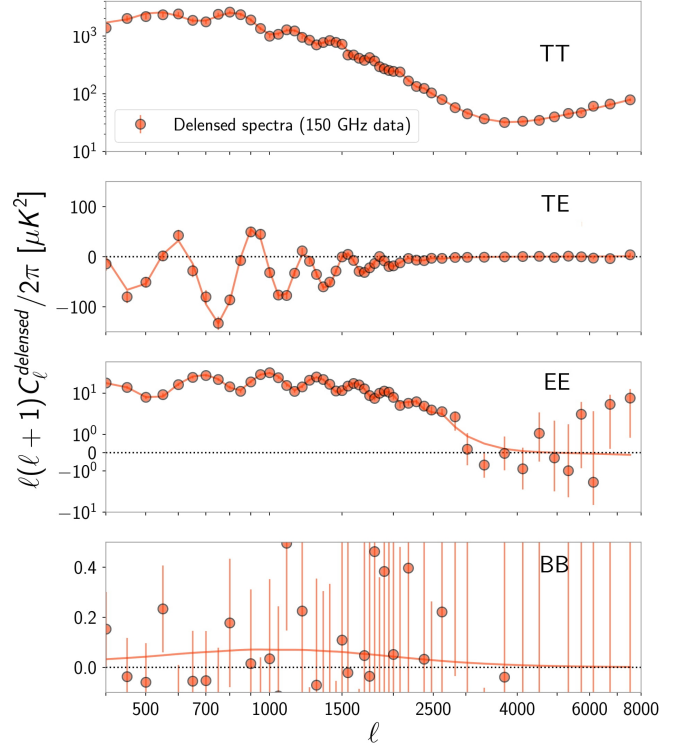 10³
10²
10¹
TT
Delensed spectra (150 GHz data)
100
0
−100
TE
ℓ(ℓ + 1)C_ℓ^{delensed}/2π [μK²]
10¹
10⁰
0
−10⁰
−10¹
EE
0.4
0.2
0.0
BB
500 700 1000 1500 2500 4000 6000 8000
ℓ